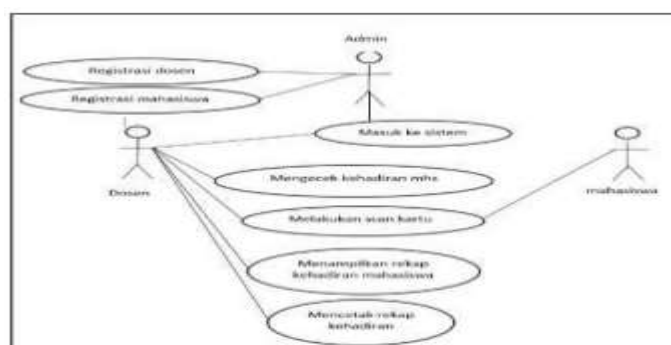 Admin
Registrasi dosen
Registrasi mahasiswa
Masuk ke sistem
Mengecek kehadiran mhs
Dosen
mahasiswa
Melakukan scan kartu
Menampilkan rekap
kehadiran mahasiswa
Mencetak rekap
kehadiran